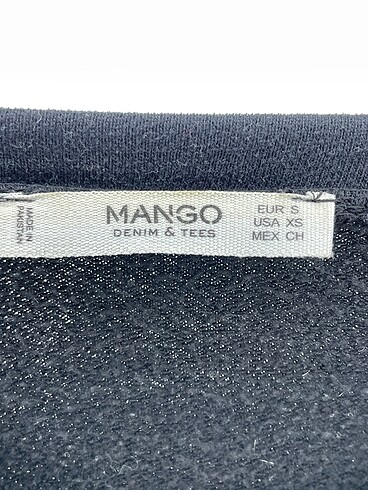 MADE IN
PAKISTAN
MANGO
DENIM & TEES
EUR S
USA XS
MEX CH